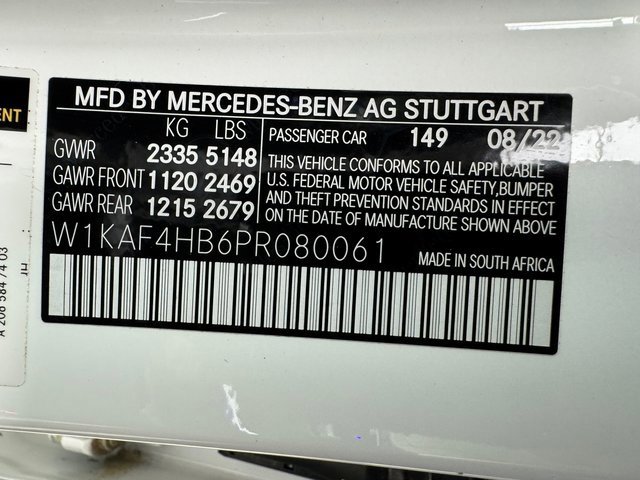 MFD BY MERCEDES-BENZ AG STUTTGART
KG LBS
GVWR 2335 5148
GAWR FRONT 1120 2469
GAWR REAR 1215 2679
PASSENGER CAR 149 08/22
THIS VEHICLE CONFORMS TO ALL APPLICABLE
U.S. FEDERAL MOTOR VEHICLE SAFETY,BUMPER
AND THEFT PREVENTION STANDARDS IN EFFECT
ON THE DATE OF MANUFACTURE SHOWN ABOVE
W1KAF4HB6PR080061
MADE IN SOUTH AFRICA